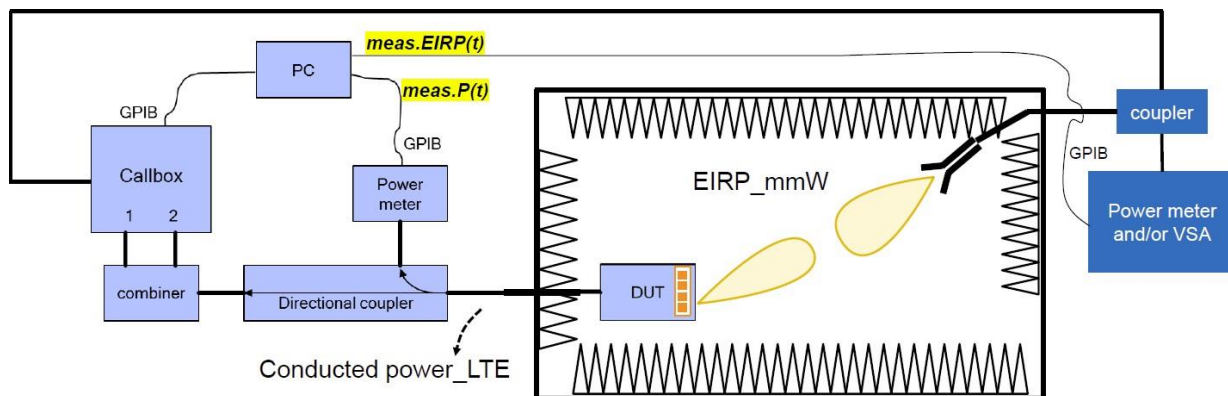 meas.EIRP(t)
PC
meas.P(t)
GPIB
GPIB
coupler
GPIB
Callbox
1 2
Power
meter
EIRP_mmW
Power meter
and/or VSA
combiner
Directional coupler
DUT
Conducted power_LTE